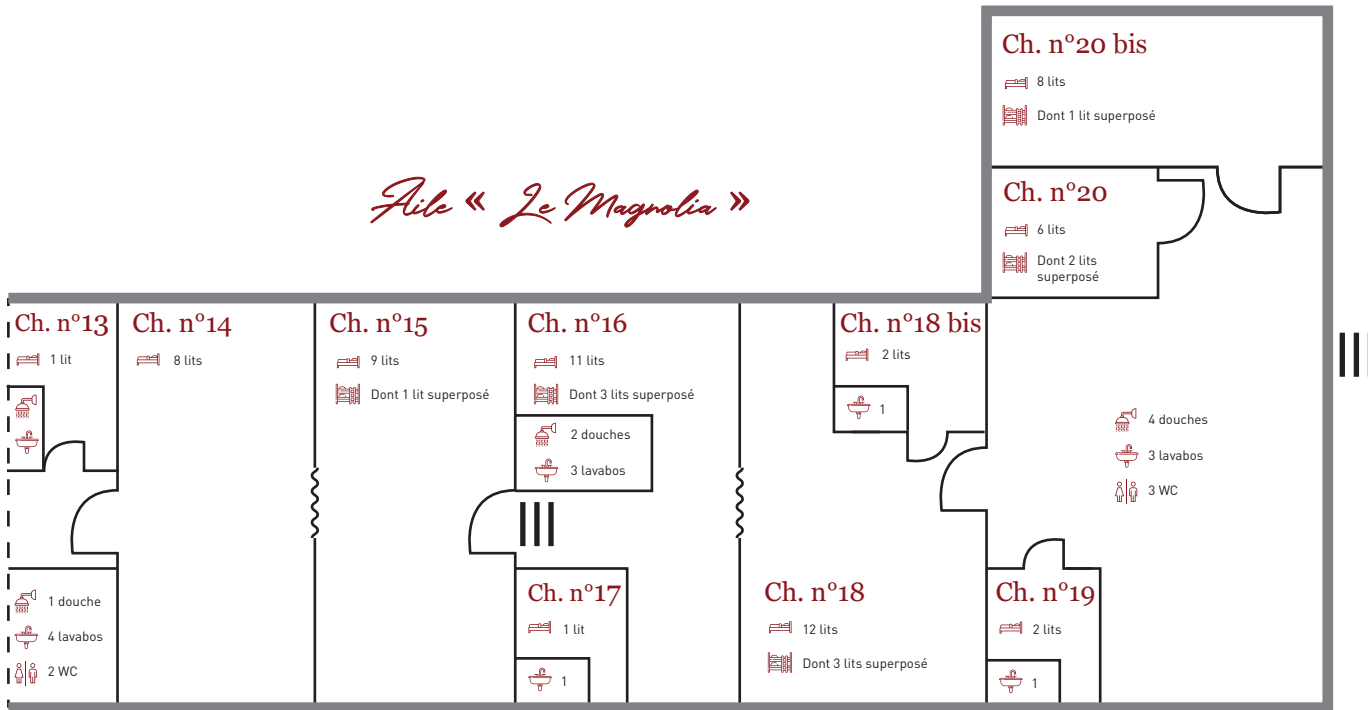 Ch. n°20 bis
8 lits
Dont 1 lit superposé
Aile « Le Magnolia »
Ch. n°20
6 lits
Dont 2 lits
superposé
Ch. n°13
1 lit
Ch. n°14
8 lits
Ch. n°15
9 lits
Dont 1 lit superposé
Ch. n°16
11 lits
Dont 3 lits superposé
2 douches
3 lavabos
Ch. n°18 bis
2 lits
1
4 douches
3 lavabos
3 WC
1 douche
4 lavabos
2 WC
Ch. n°17
1 lit
1
Ch. n°18
12 lits
Dont 3 lits superposé
Ch. n°19
2 lits
1